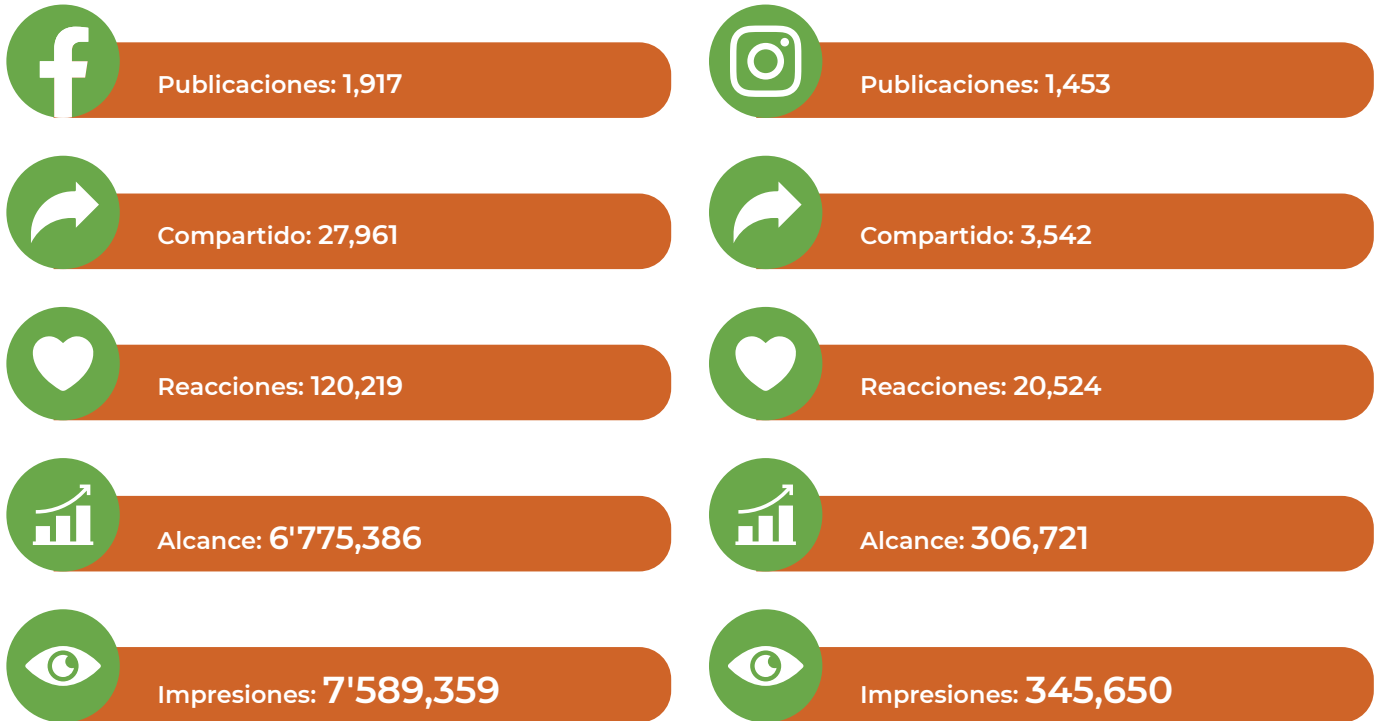 Publicaciones: 1,917
Compartido: 27,961
Reacciones: 120,219
Alcance: 6'775,386
Impresiones: 7'589,359
Publicaciones: 1,453
Compartido: 3,542
Reacciones: 20,524
Alcance: 306,721
Impresiones: 345,650